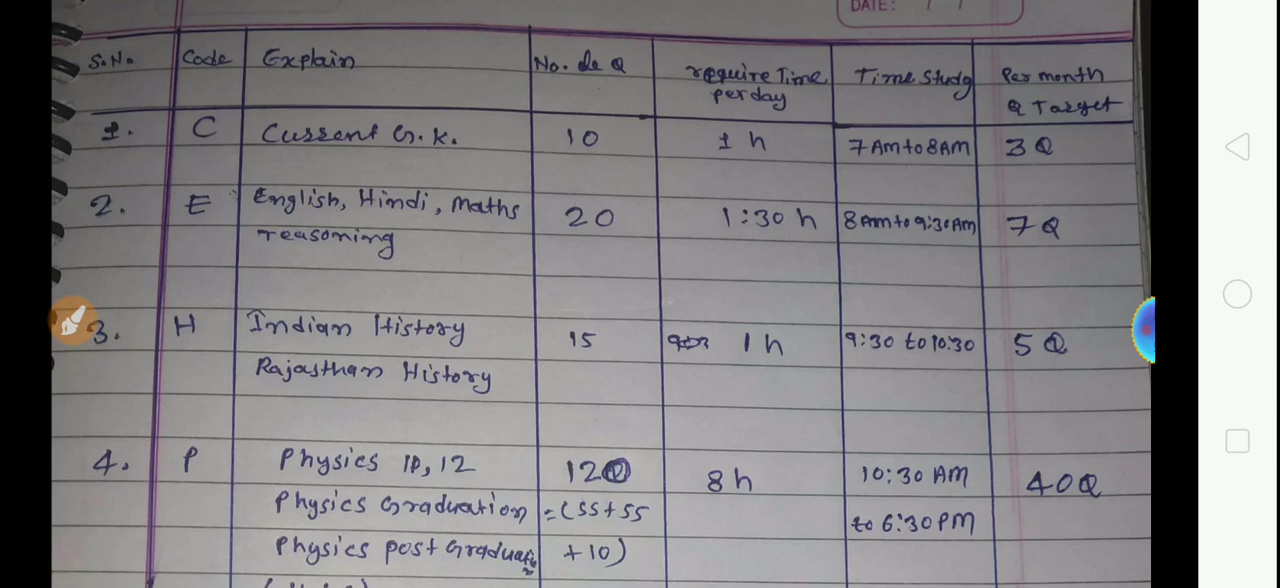 DATE: / /
S.No. Code Explain No. de Q require Time per day Time Study Per month Q Target
1. C Current G.K. 10 1 h 7 AM to 8 AM 3 Q
2. E English, Hindi, Maths 20 1:30 h 8 AM to 9:30 AM 7 Q
reasoning
3. H Indian History 15 1 h 9:30 to 10:30 5 Q
Rajasthan History
4. P Physics 11, 12 120 8 h 10:30 AM 40 Q
Physics Graduation = (55+55 to 6:30 PM
Physics post Graduate +10)